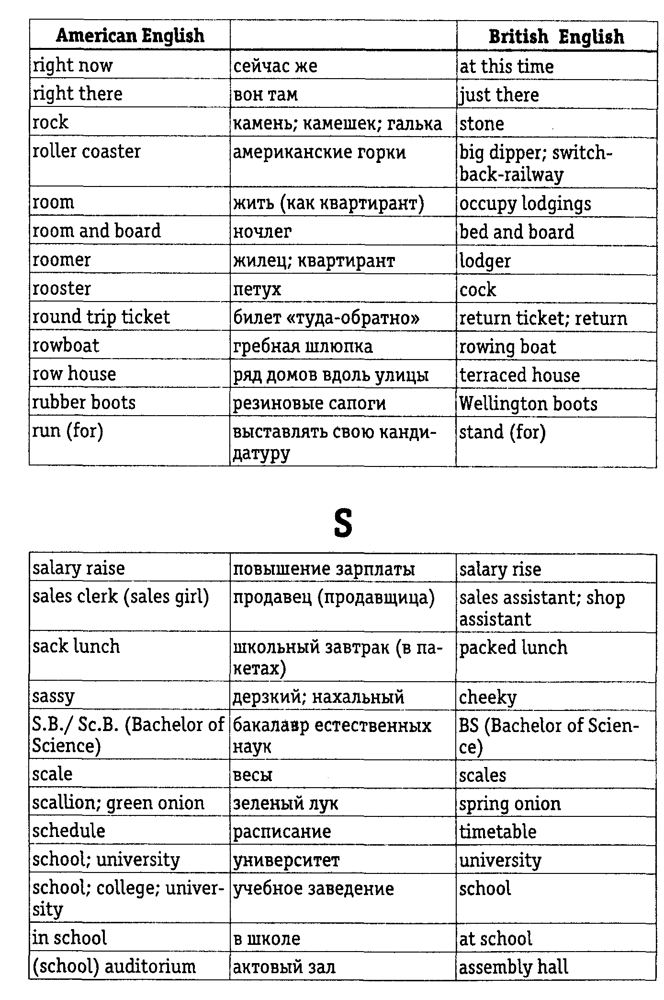 American English British English
right now сейчас же at this time
right there вон там just there
rock камень; камешек; галька stone
roller coaster американские горки big dipper; switch-
back-railway
room жить (как квартирант) occupy lodgings
room and board ночлег bed and board
roomer жилец; квартирант lodger
rooster петух cock
round trip ticket билет «туда-обратно» return ticket; return
rowboat гребная шлюпка rowing boat
row house ряд домов вдоль улицы terraced house
rubber boots резиновые сапоги Wellington boots
run (for) выставлять свою канди- stand (for)
датуру
S
salary raise повышение зарплаты salary rise
sales clerk (sales girl) продавец (продавщица) sales assistant; shop
assistant
sack lunch школьный завтрак (в па- packed lunch
кетах)
sassy дерзкий; нахальный cheeky
S.B./ Sc.B. (Bachelor of бакалавр естественных BS (Bachelor of Scien-
Science) наук ce)
scale весы scales
scallion; green onion зеленый лук spring onion
schedule расписание timetable
school; university университет university
school; college; univer- учебное заведение school
sity
in school в школе at school
(school) auditorium актовый зал assembly hall